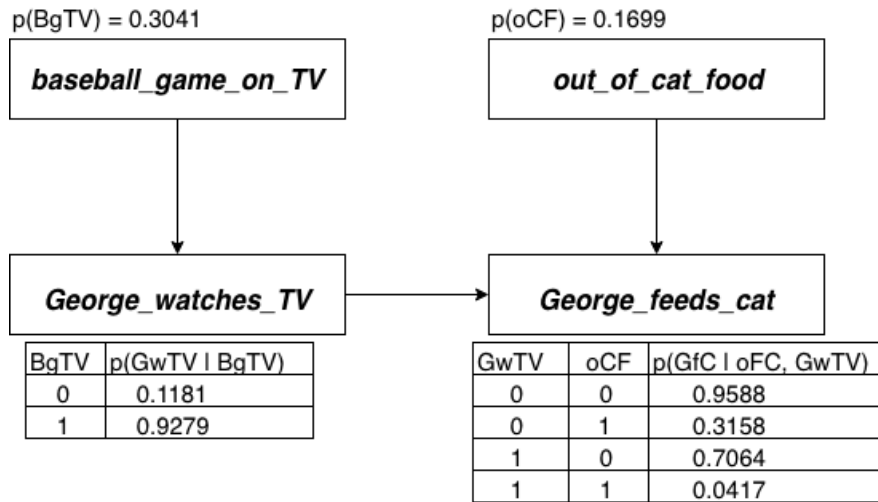 p(BgTV) = 0.3041
p(oCF) = 0.1699
baseball_game_on_TV
out_of_cat_food
George_watches_TV
George_feeds_cat
BgTV p(GwTV | BgTV)
0 0.1181
1 0.9279
GwTV oCF p(GfC | oFC, GwTV)
0 0 0.9588
0 1 0.3158
1 0 0.7064
1 1 0.0417